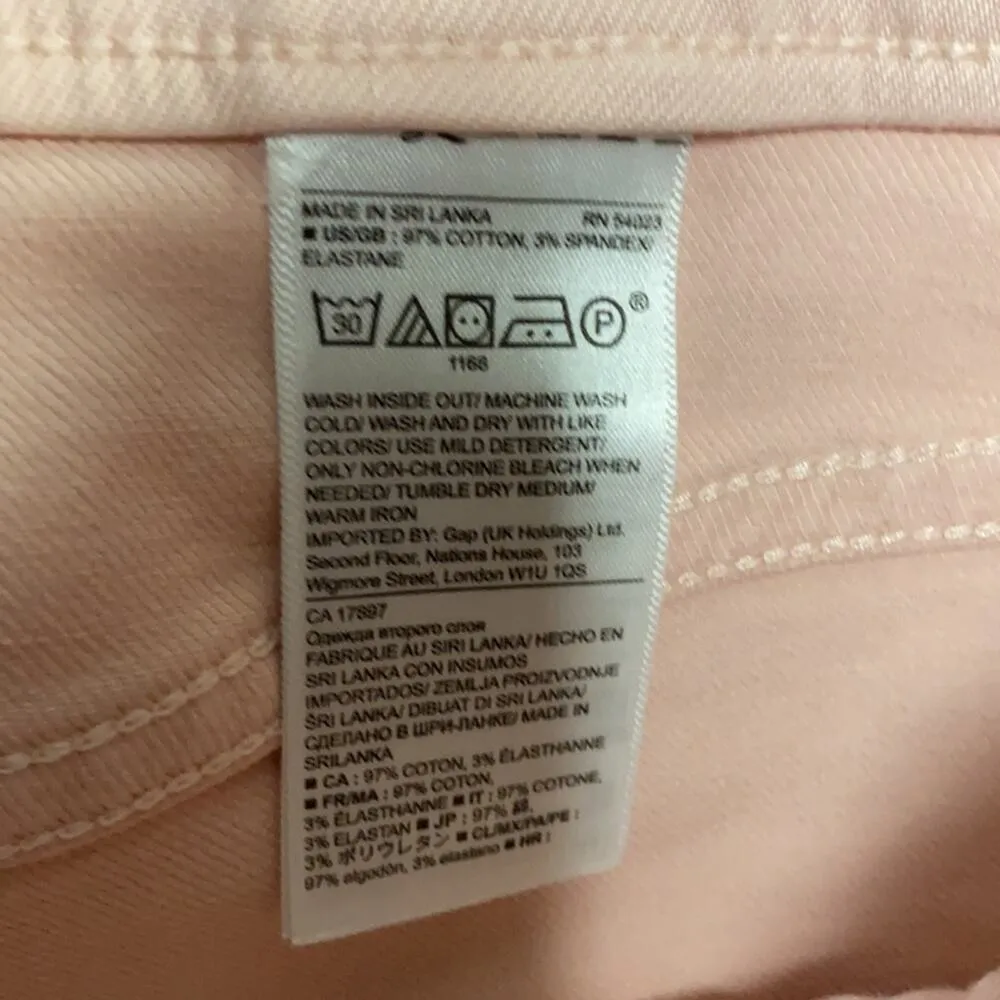 MADE IN SRI LANKA RN 54023
■ US/GB : 97% COTTON, 3% SPANDEX/
ELASTANE
30 P ®
1168
WASH INSIDE OUT/ MACHINE WASH
COLD/ WASH AND DRY WITH LIKE
COLORS/ USE MILD DETERGENT/
ONLY NON-CHLORINE BLEACH WHEN
NEEDED/ TUMBLE DRY MEDIUM/
WARM IRON
IMPORTED BY: Gap (UK Holdings) Ltd.
Second Floor, Nations House, 103
Wigmore Street, London W1U 1QS
CA 17897
Одежда второго слоя
FABRIQUÉ AU SIRI LANKA/ HECHO EN
SRI LANKA CON INSUMOS
IMPORTADOS/ ZEMLJA PROIZVODNJE
ŠRI LANKA/ DIBUAT DI SRI LANKA/
СДЕЛАНО В ШРИ-ЛАНКЕ/ MADE IN
SRILANKA
■ CA : 97% COTON, 3% ÉLASTHANNE
■ FR/MA : 97% COTON,
3% ÉLASTHANNE ■ IT : 97% COTONE,
3% ELASTAN ■ JP : 97% 綿,
3% ポリウレタン ■ CL/MX/PA/PE :
97% algodón, 3% elastano ■ HR :